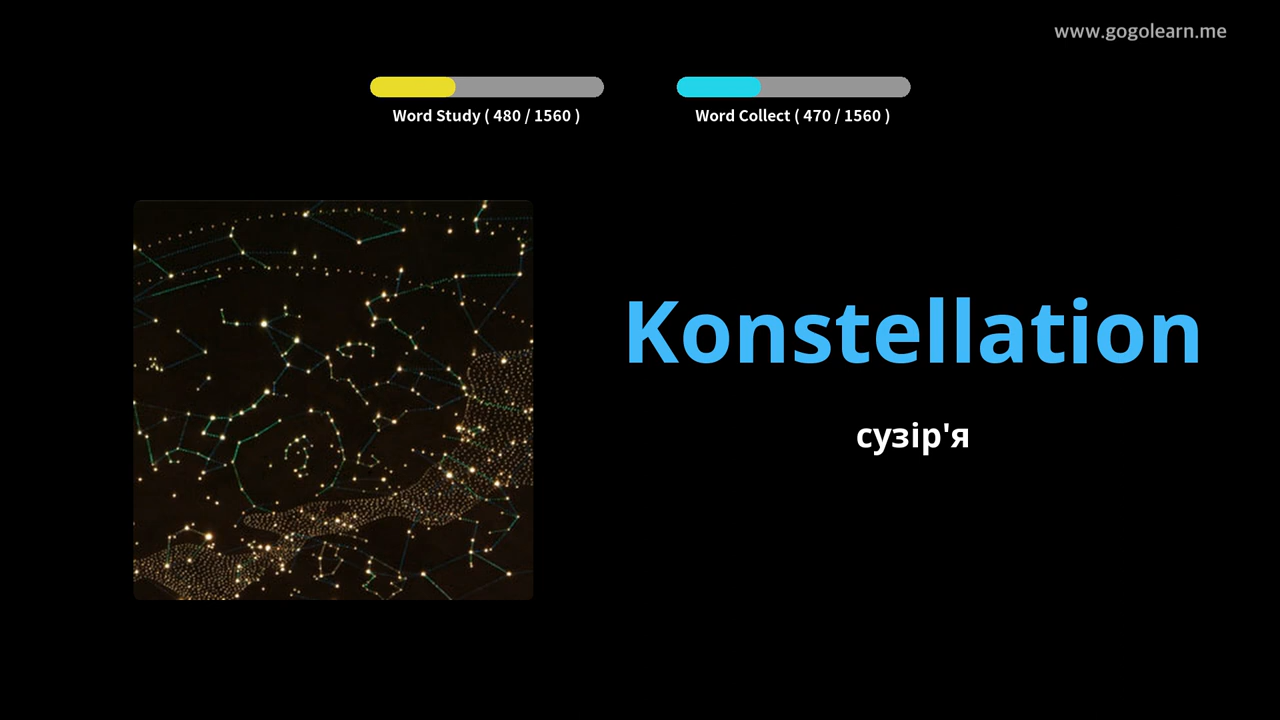 www.gogolearn.me
Word Study ( 480 / 1560 )
Word Collect ( 470 / 1560 )
Konstellation
сузір'я